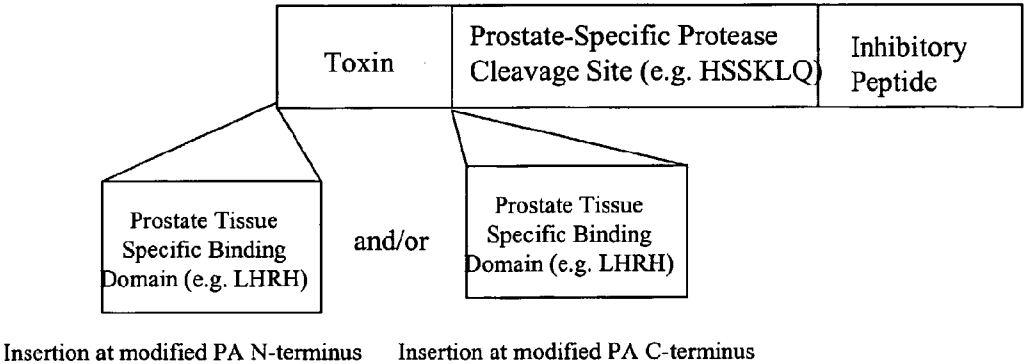 Toxin
Prostate-Specific Protease
Cleavage Site (e.g. HSSKLQ)
Inhibitory
Peptide
Prostate Tissue
Specific Binding
Domain (e.g. LHRH)
and/or
Prostate Tissue
Specific Binding
Domain (e.g. LHRH)
Insertion at modified PA N-terminus
Insertion at modified PA C-terminus